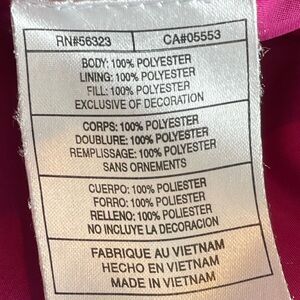 RN#56323 CA#05553
BODY: 100% POLYESTER
LINING: 100% POLYESTER
FILL: 100% POLYESTER
EXCLUSIVE OF DECORATION
CORPS: 100% POLYESTER
DOUBLURE: 100% POLYESTER
REMPLISSAGE: 100% POLYESTER
SANS ORNEMENTS
CUERPO: 100% POLIESTER
FORRO: 100% POLIESTER
RELLENO: 100% POLIESTER
NO INCLUYE LA DECORACION
FABRIQUE AU VIETNAM
HECHO EN VIETNAM
MADE IN VIETNAM